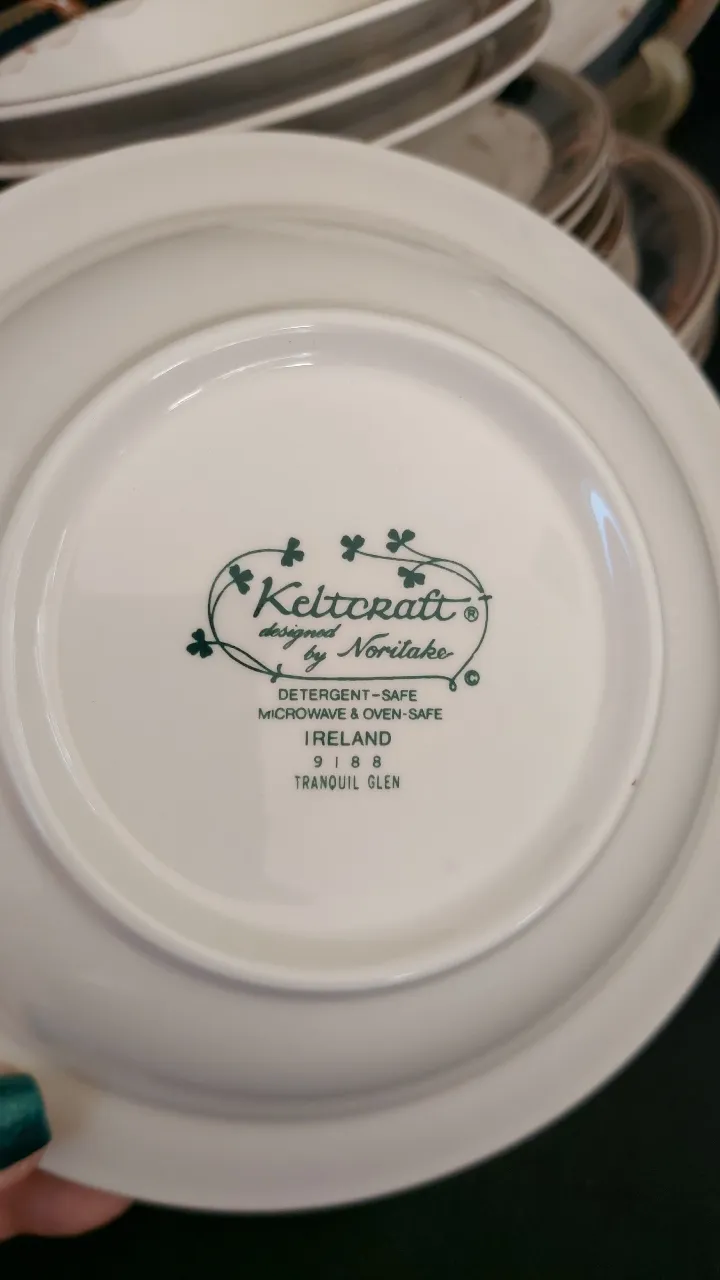 Keltcraft ®
designed
by Noritake
©
DETERGENT-SAFE
MICROWAVE & OVEN-SAFE
IRELAND
9188
TRANQUIL GLEN